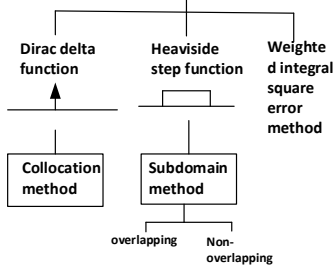 Dirac delta
function
Heaviside
step function
Weighte
d integral
square
error
method
Collocation
method
Subdomain
method
overlapping
Non-
overlapping